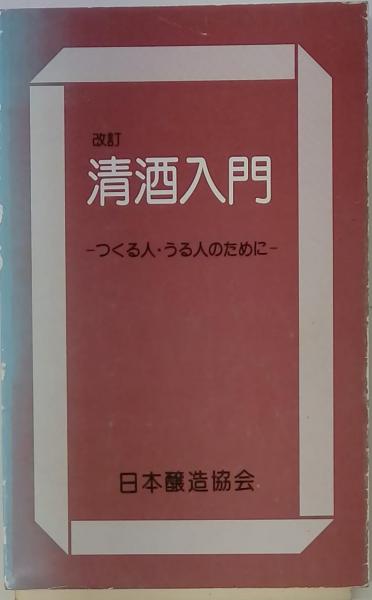 改訂
清酒入門
-つくる人・うる人のために-
日本醸造協会